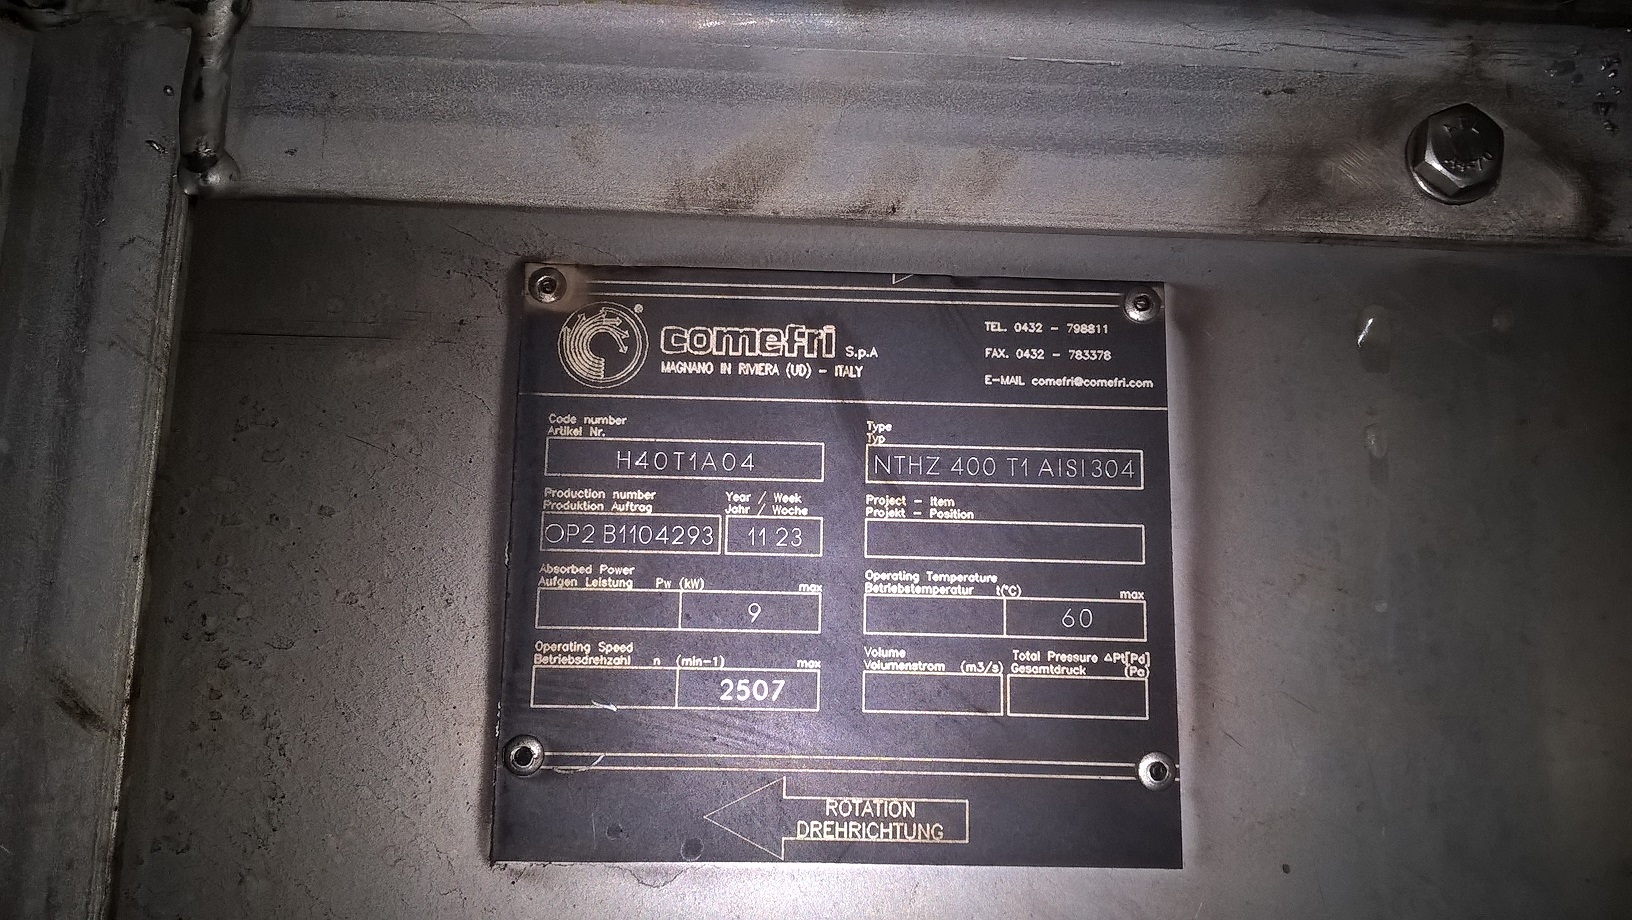 comefri S.p.A
MAGNANO IN RIVIERA (UD) - ITALY
TEL. 0432 - 798811
FAX. 0432 - 783378
E-MAIL comefri@comefri.com
Code number
Artikel Nr.
H40T1A04
Type
Typ
NTHZ 400 T1 AISI304
Production number
Produktion Auftrag
OP2 B1104293
Year / Week
Jahr / Woche
11 23
Project - Item
Projekt - Position
Absorbed Power
Aufgen Leistung Pw (kW) max
9
Operating Temperature
Betriebstemperatur t(°C) max
60
Operating Speed
Betriebsdrehzahl n (min-1) max
2507
Volume
Volumenstrom (m3/s)
Total Pressure ΔPt[Pa]
Gesamtdruck (Pa)
ROTATION
DREHRICHTUNG